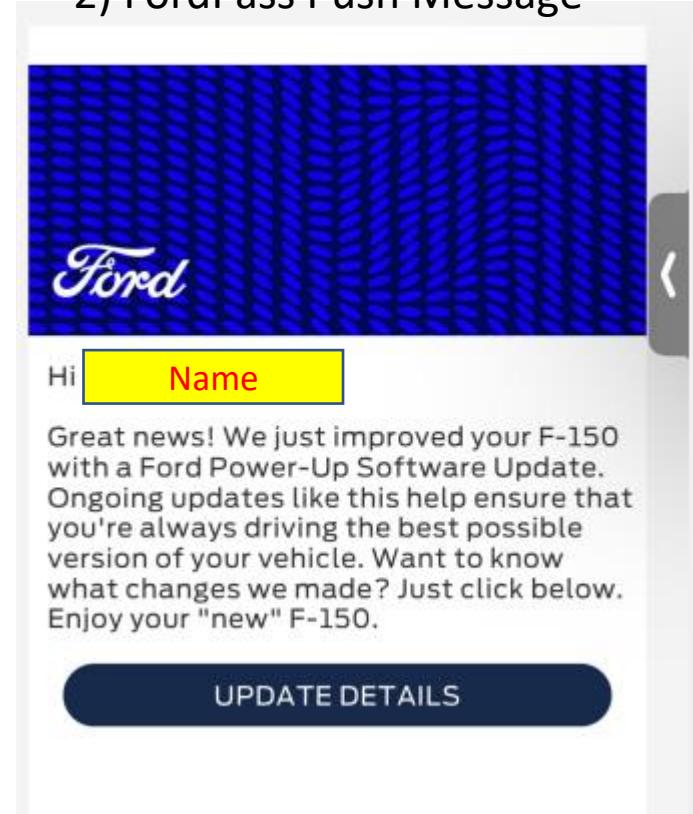 2) FordPass Push Message
Ford
Hi Name
Great news! We just improved your F-150
with a Ford Power-Up Software Update.
Ongoing updates like this help ensure that
you're always driving the best possible
version of your vehicle. Want to know
what changes we made? Just click below.
Enjoy your "new" F-150.
UPDATE DETAILS